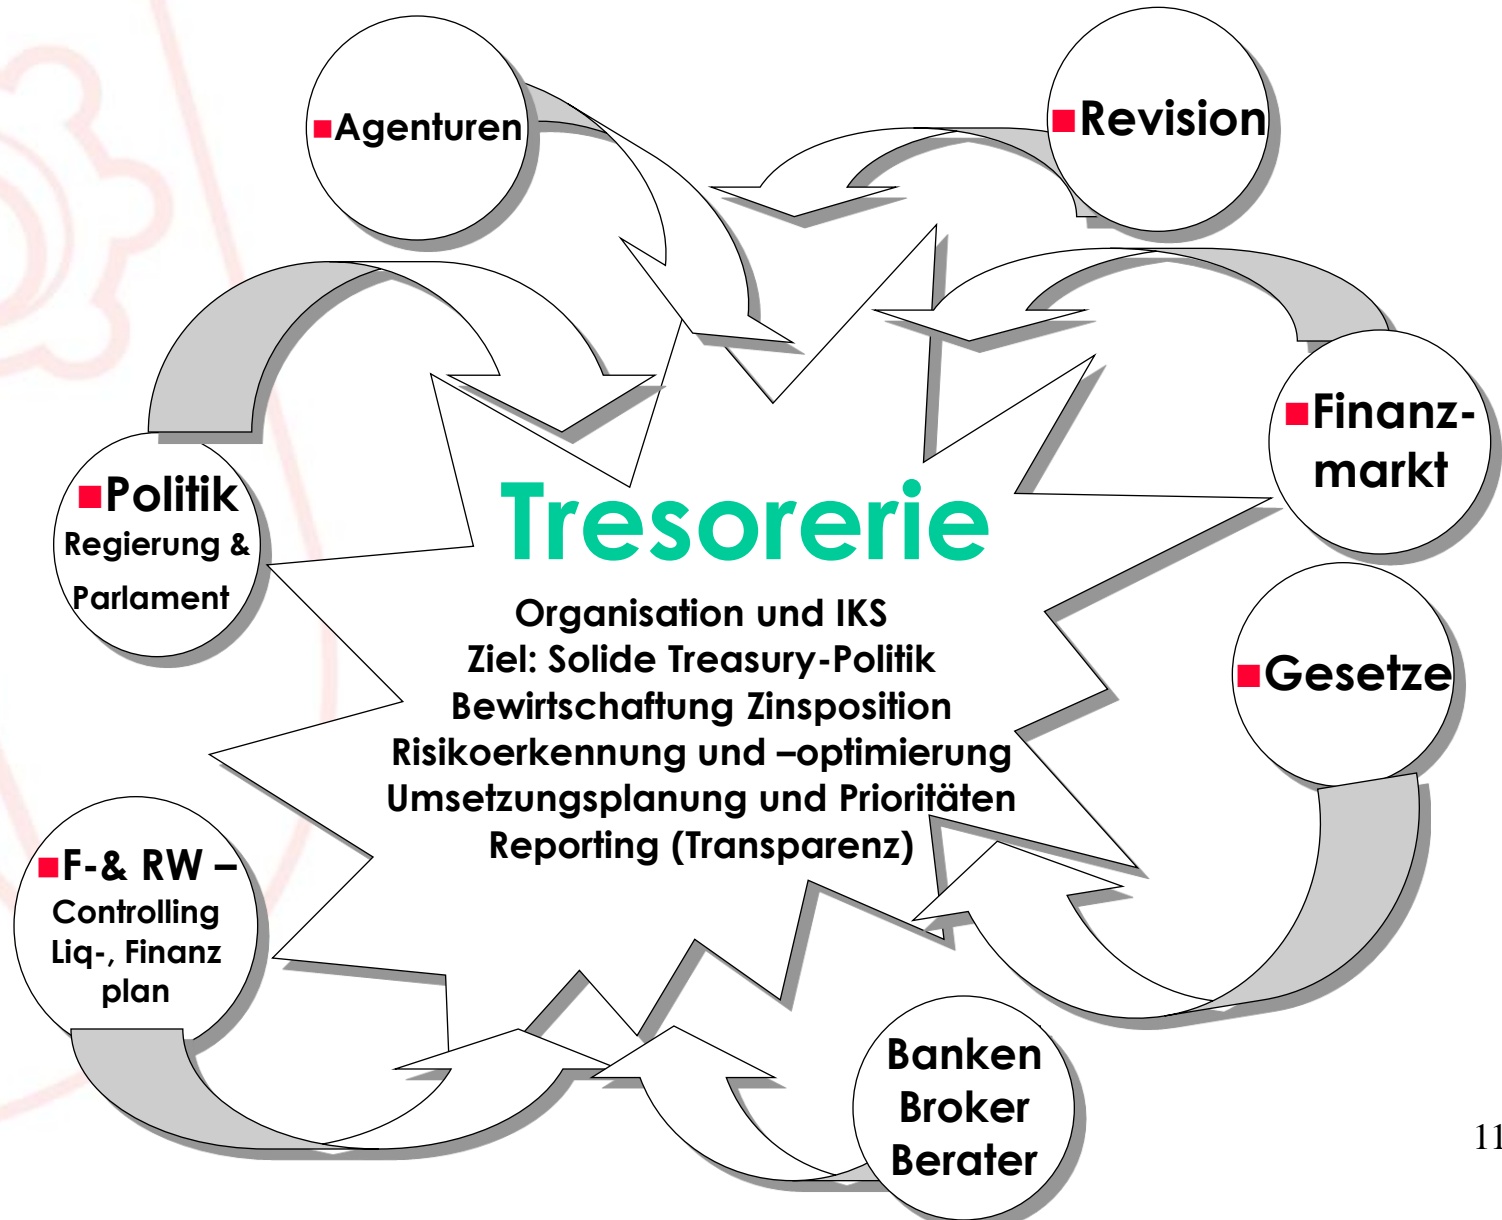 ■Agenturen
■Revision
■Finanz-
markt
■Politik
Regierung &
Parlament
Tresorerie
Organisation und IKS
Ziel: Solide Treasury-Politik
Bewirtschaftung Zinsposition
Risikoerkennung und –optimierung
Umsetzungsplanung und Prioritäten
Reporting (Transparenz)
■Gesetze
■F-& RW –
Controlling
Liq-, Finanz
plan
Banken
Broker
Berater
11